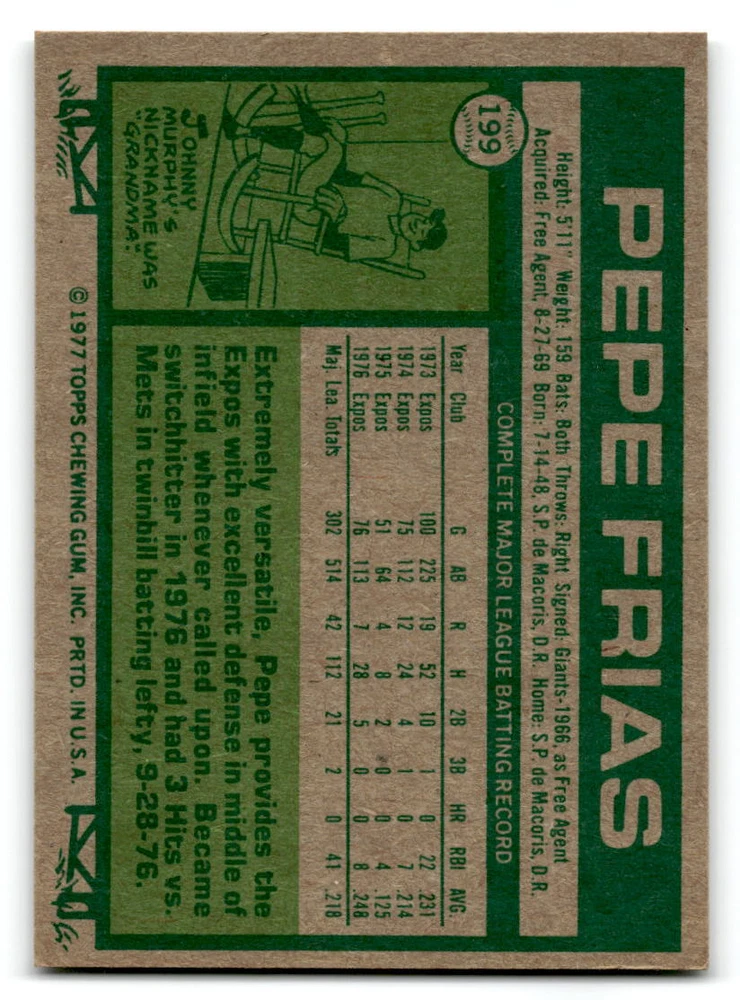 PEPE FRIAS
199
Height: 5'11" Weight: 159 Bats: Both Throws: Right Signed: Giants-1966, as Free Agent
Acquired: Free Agent, 8-27-69 Born: 7-14-48, S.P. de Macoris, D.R. Home: S.P. de Macoris, D.R.
COMPLETE MAJOR LEAGUE BATTING RECORD
Year Club G AB R H 2B 3B HR RBI AVG.
1973 Expos 100 225 19 52 10 1 0 22 .231
1974 Expos 75 112 12 24 4 1 0 7 .214
1975 Expos 51 64 4 8 2 0 0 4 .125
1976 Expos 76 113 7 28 5 0 0 8 .248
Maj. Lea. Totals 302 514 42 112 21 2 0 41 .218
JOHNNY
MURPHY'S
NICKNAME WAS
"GRANDMA."
Extremely versatile, Pepe provides the
Expos with excellent defense in middle of
infield whenever called upon. Became
switchhitter in 1976 and had 3 Hits vs.
Mets in twinbill batting lefty, 9-28-76.
© 1977 TOPPS CHEWING GUM, INC. PRTD. IN U.S.A.